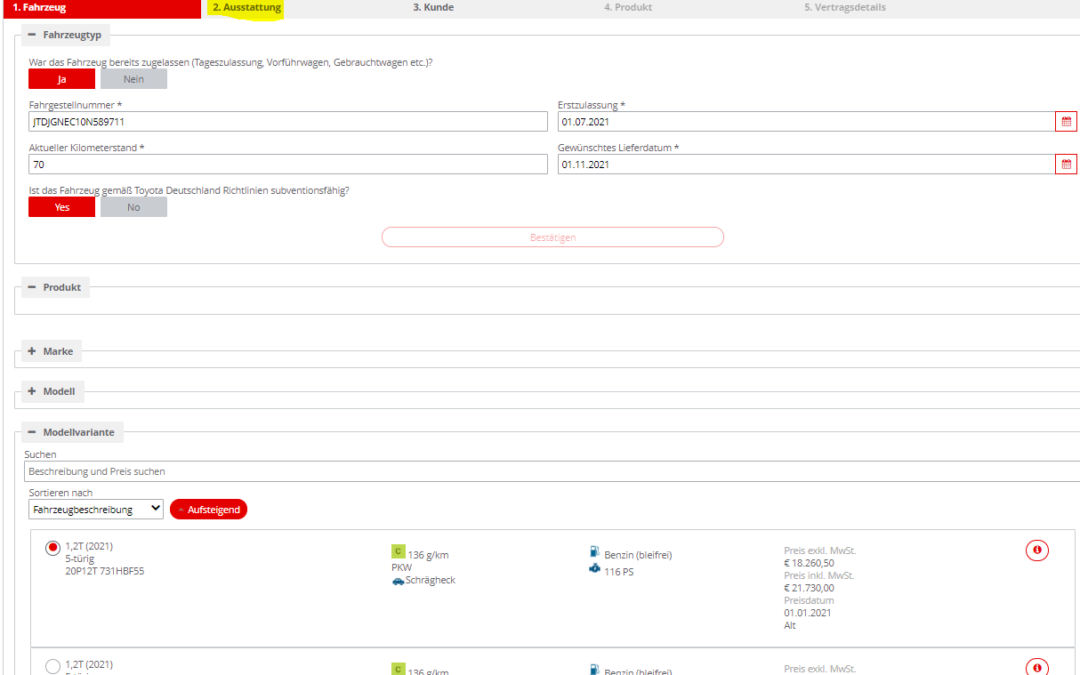 1. Fahrzeug 2. Ausstattung 3. Kunde 4. Produkt 5. Vertragsdetails
Fahrzeugtyp
War das Fahrzeug bereits zugelassen (Tageszulassung, Vorführwagen, Gebrauchtwagen etc.)?
Ja Nein
Fahrgestellnummer * Erstzulassung *
JTDJGNEC10N589711 01.07.2021
Aktueller Kilometerstand * Gewünschtes Lieferdatum *
70 01.11.2021
Ist das Fahrzeug gemäß Toyota Deutschland Richtlinien subventionsfähig?
Yes No
Bestätigen
Produkt
Marke
Modell
Modellvariante
Suchen
Beschreibung und Preis suchen
Sortieren nach
Fahrzeugbeschreibung Aufsteigend
1,2T (2021)
5-türig
20P12T 731HBF55
C 136 g/km
PKW
Schrägheck
Benzin (bleifrei)
116 PS
Preis exkl. MwSt.
€ 18.260,50
Preis inkl. MwSt.
€ 21.730,00
Preisdatum
01.01.2021
Alt
1,2T (2021)
C 136 g/km
Benzin (bleifrei)
Preis exkl. MwSt.